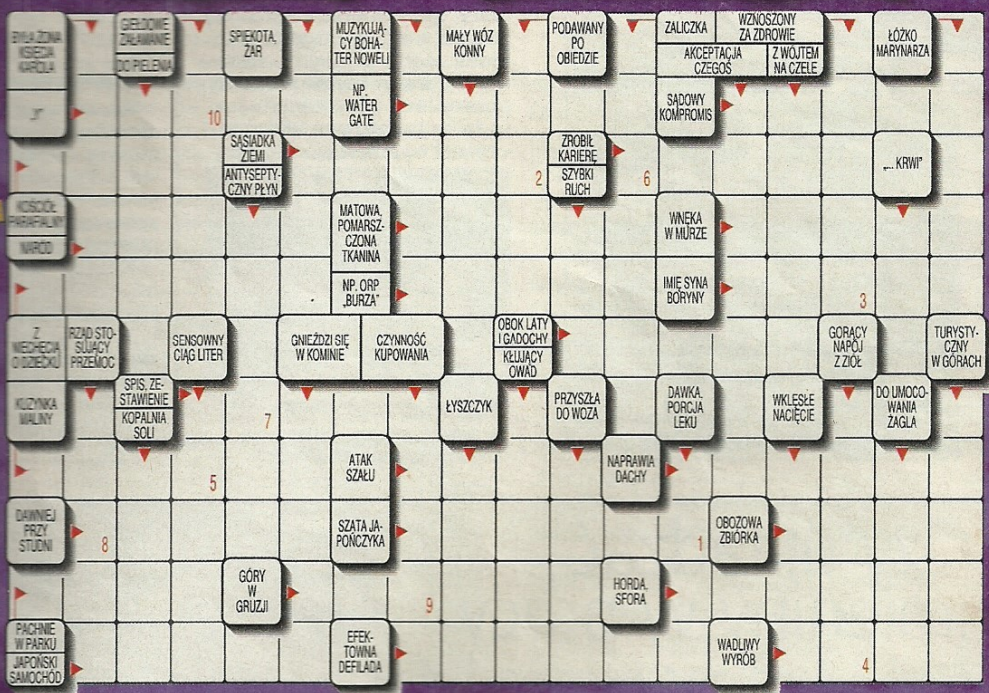 BYŁA ŻONA
KSIĘCIA
KAROLA
GIEŁDOWE
ZAŁAMANIE
DO PIELENIA
SPIEKOTA,
ŻAR
MUZYKUJĄ-
CY BOHA-
TER NOWELI
MAŁY WÓZ
KONNY
PODAWANY
PO
OBIEDZIE
ZALICZKA
WZNOSZONY
ZA ZDROWIE
AKCEPTACJA
CZEGOŚ
Z WÓJTEM
NA CZELE
ŁÓŻKO
MARYNARZA
„Y”
10
NP.
WATER
GATE
SĄDOWY
KOMPROMIS
SĄSIADKA
ZIEMI
ANTYSEPTY-
CZNY PŁYN
2
ZROBIŁ
KARIERĘ
SZYBKI
RUCH
6
„... KRWI”
KOŚCIÓŁ
PARAFIALNY
NARÓD
MATOWA,
POMARSZ-
CZONA
TKANINA
NP. ORP
„BURZA”
WNĘKA
W MURZE
IMIĘ SYNA
BORYNY
3
Z
NIECHĘCIĄ
O DZIECKU
RZĄD STO-
SUJĄCY
PRZEMOC
SENSOWNY
CIĄG LITER
GNIEŹDZI SIĘ
W KOMINIE
CZYNNOŚĆ
KUPOWANIA
OBOK LATY
I GADOCHY
KŁUJĄCY
OWAD
GORĄCY
NAPÓJ
Z ZIÓŁ
TURYSTY-
CZNY
W GÓRACH
KUZYNKA
MALINY
SPIS, ZE-
STAWIENIE
KOPALNIA
SOLI
7
ŁYSZCZYK
PRZYSZŁA
DO WOZA
DAWKA,
PORCJA
LEKU
WKLĘSŁE
NACIĘCIE
DO UMOCO-
WANIA
ŻAGLA
5
ATAK
SZAŁU
NAPRAWIA
DACHY
DAWNIEJ
PRZY
STUDNI
8
SZATA JA-
POŃCZYKA
1
OBOZOWA
ZBIÓRKA
GÓRY
W
GRUZJI
9
HORDA,
SFORA
PACHNIE
W PARKU
JAPOŃSKI
SAMOCHÓD
EFEK-
TOWNA
DEFILADA
WADLIWY
WYRÓB
4